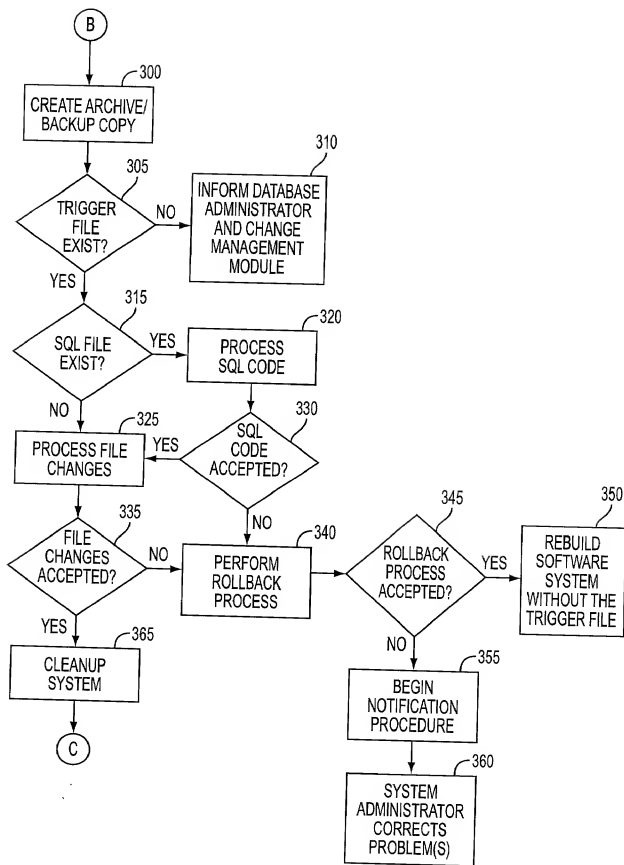 B
300
CREATE ARCHIVE/
BACKUP COPY
305
TRIGGER
FILE
EXIST?
NO
310
INFORM DATABASE
ADMINISTRATOR
AND CHANGE
MANAGEMENT
MODULE
YES
315
SQL FILE
EXIST?
YES
320
PROCESS
SQL CODE
NO
325
PROCESS FILE
CHANGES
YES
330
SQL
CODE
ACCEPTED?
NO
335
FILE
CHANGES
ACCEPTED?
NO
340
PERFORM
ROLLBACK
PROCESS
345
ROLLBACK
PROCESS
ACCEPTED?
YES
350
REBUILD
SOFTWARE
SYSTEM
WITHOUT THE
TRIGGER FILE
YES
365
CLEANUP
SYSTEM
C
NO
355
BEGIN
NOTIFICATION
PROCEDURE
360
SYSTEM
ADMINISTRATOR
CORRECTS
PROBLEM(S)